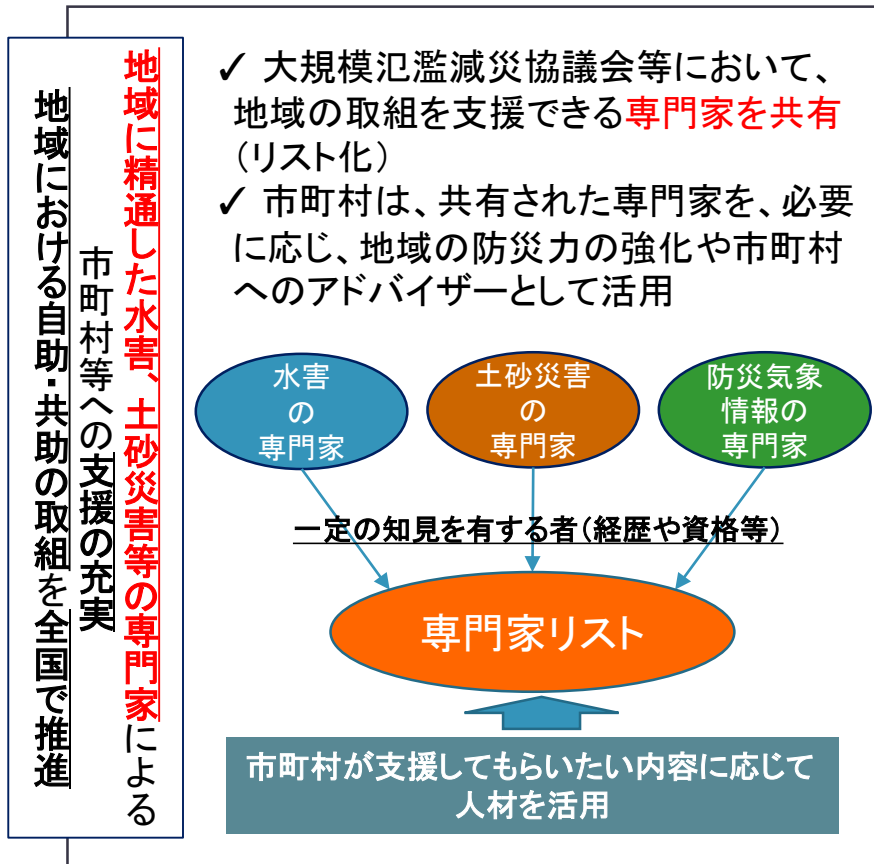 地域に精通した水害、土砂災害等の専門家による
市町村等への支援の充実
地域における自助・共助の取組を全国で推進
✓ 大規模氾濫減災協議会等において、
地域の取組を支援できる専門家を共有
（リスト化）
✓ 市町村は、共有された専門家を、必要
に応じ、地域の防災力の強化や市町村
へのアドバイザーとして活用
水害
の
専門家
土砂災害
の
専門家
防災気象
情報の
専門家
一定の知見を有する者（経歴や資格等）
専門家リスト
市町村が支援してもらいたい内容に応じて
人材を活用